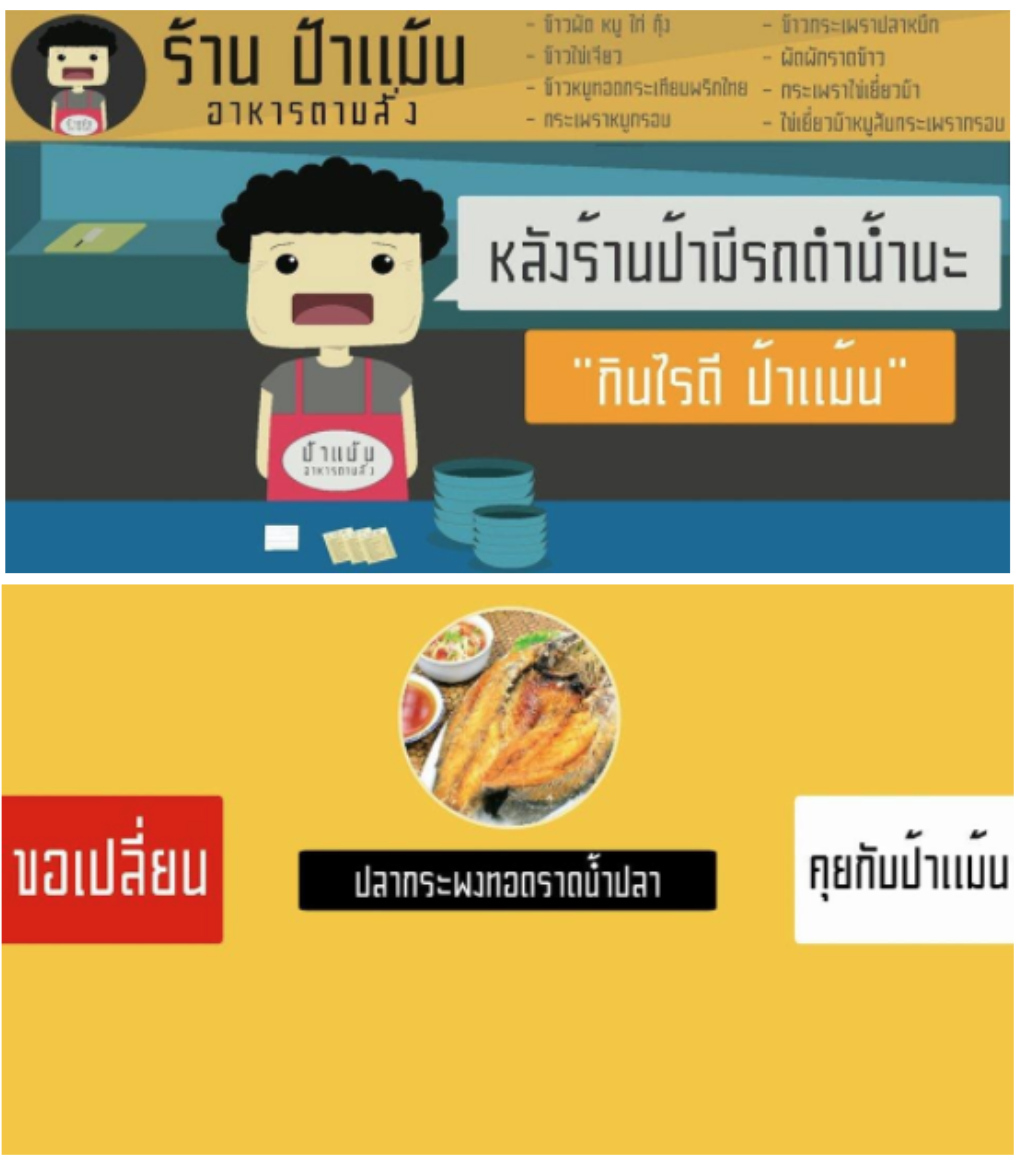 ร้าน ป้าแม้น
อาหารตามสั่ง
- ข้าวผัด หมู ไก่ กุ้ง
- ข้าวไข่เจียว
- ข้าวหมูทอดกระเทียมพริกไทย
- กระเพราหมูกรอบ
- ข้าวกระเพราปลาหมึก
- ผัดผักราดข้าว
- กระเพราไข่เยี่ยวม้า
- ไข่เยี่ยวม้าหมูสับกระเพรากรอบ
หลังร้านป้ามีรถดำน้ำนะ
"กินไรดี ป้าแม้น"
ป้าแม้น
อาหารตามสั่ง
ปลากระพงทอดราดน้ำปลา
ขอเปลี่ยน
คุยกับป้าแม้น